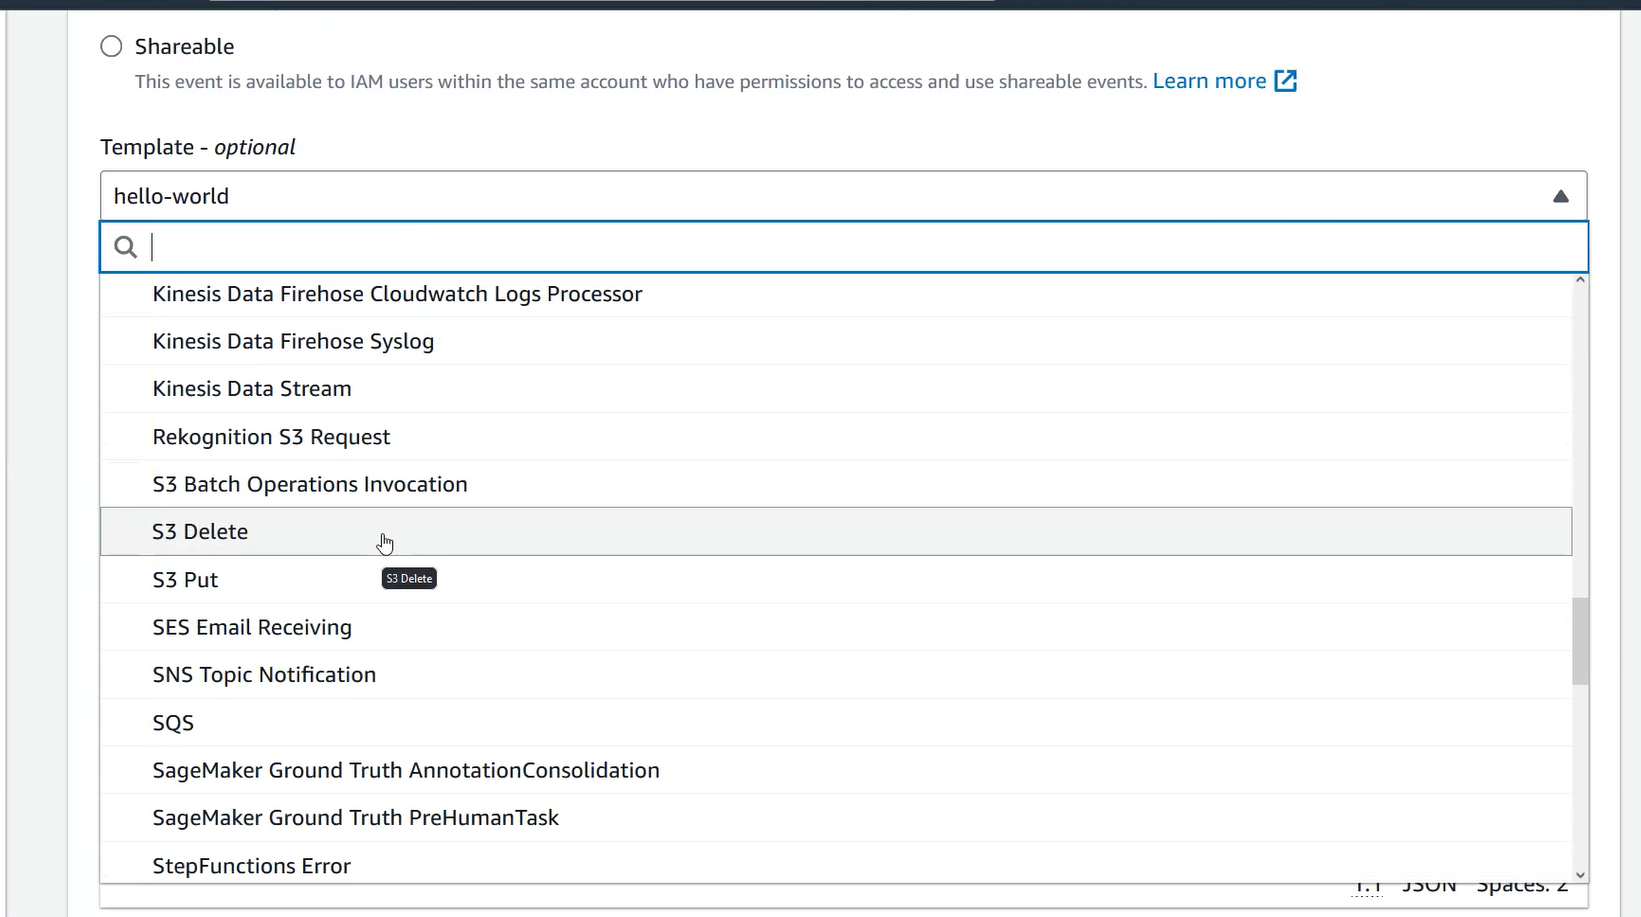 Shareable
This event is available to IAM users within the same account who have permissions to access and use shareable events. Learn more
Template - optional
hello-world
Kinesis Data Firehose Cloudwatch Logs Processor
Kinesis Data Firehose Syslog
Kinesis Data Stream
Rekognition S3 Request
S3 Batch Operations Invocation
S3 Delete
S3 Delete
S3 Put
SES Email Receiving
SNS Topic Notification
SQS
SageMaker Ground Truth AnnotationConsolidation
SageMaker Ground Truth PreHumanTask
StepFunctions Error
1:1 JSON Spaces: 2